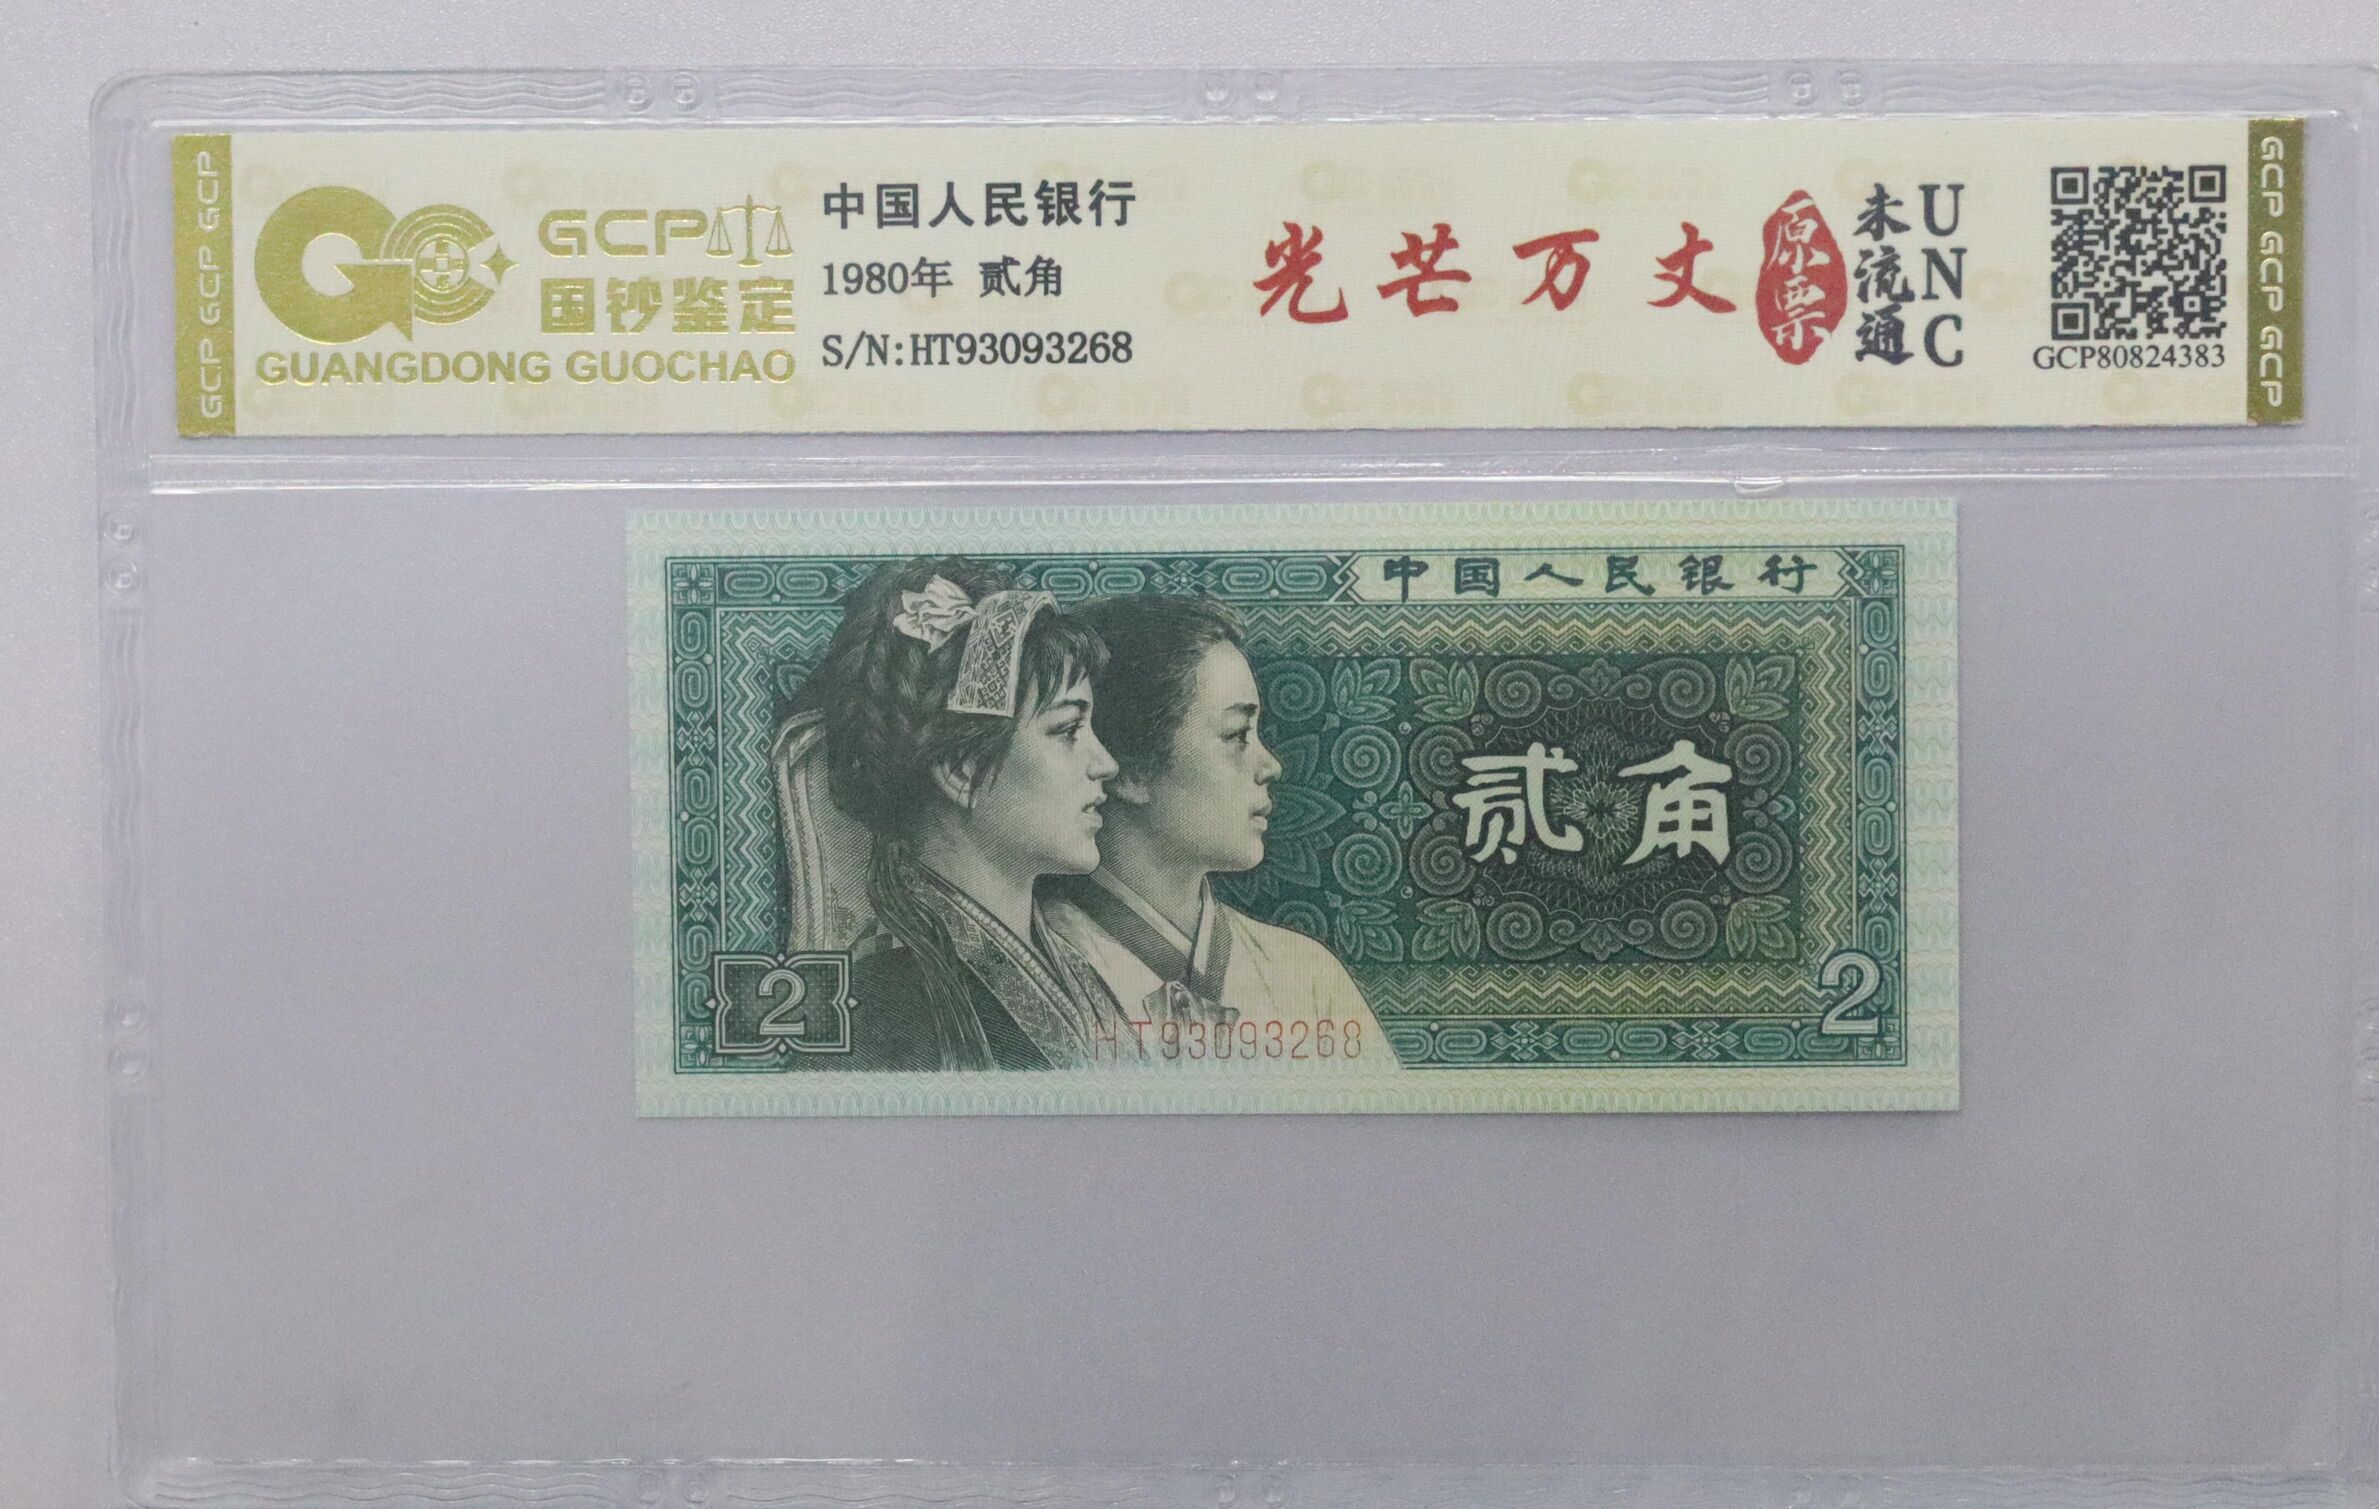 GCP GCP GCP
GCP
国钞鉴定
GUANGDONG GUOCHAO
中国人民银行
1980年 贰角
S/N:HT93093268
光芒万丈
原票
未流通
UNC
GCP80824383
GCP GCP GCP
中国人民银行
贰角
2
2
HT93093268